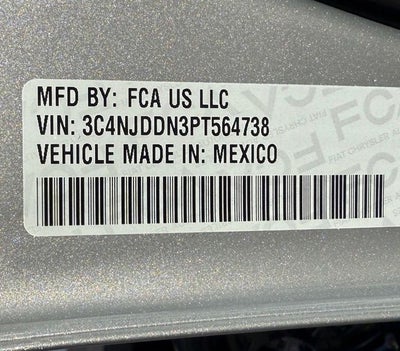 MFD BY: FCA US LLC
VIN: 3C4NJDDN3PT564738
VEHICLE MADE IN: MEXICO